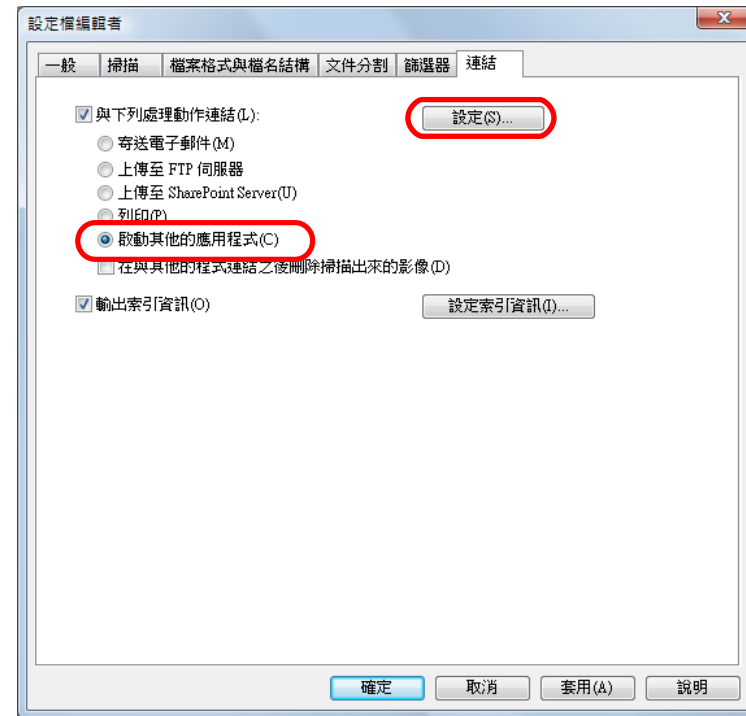 設定檔編輯者
一般 掃描 檔案格式與檔名結構 文件分割 篩選器 連結
與下列處理動作連結(L): 設定(S)...
寄送電子郵件(M)
上傳至 FTP 伺服器
上傳至 SharePoint Server(U)
列印(P)
啟動其他的應用程式(C)
在與其他的程式連結之後刪除掃描出來的影像(D)
輸出索引資訊(O) 設定索引資訊(I)...
確定 取消 套用(A) 說明